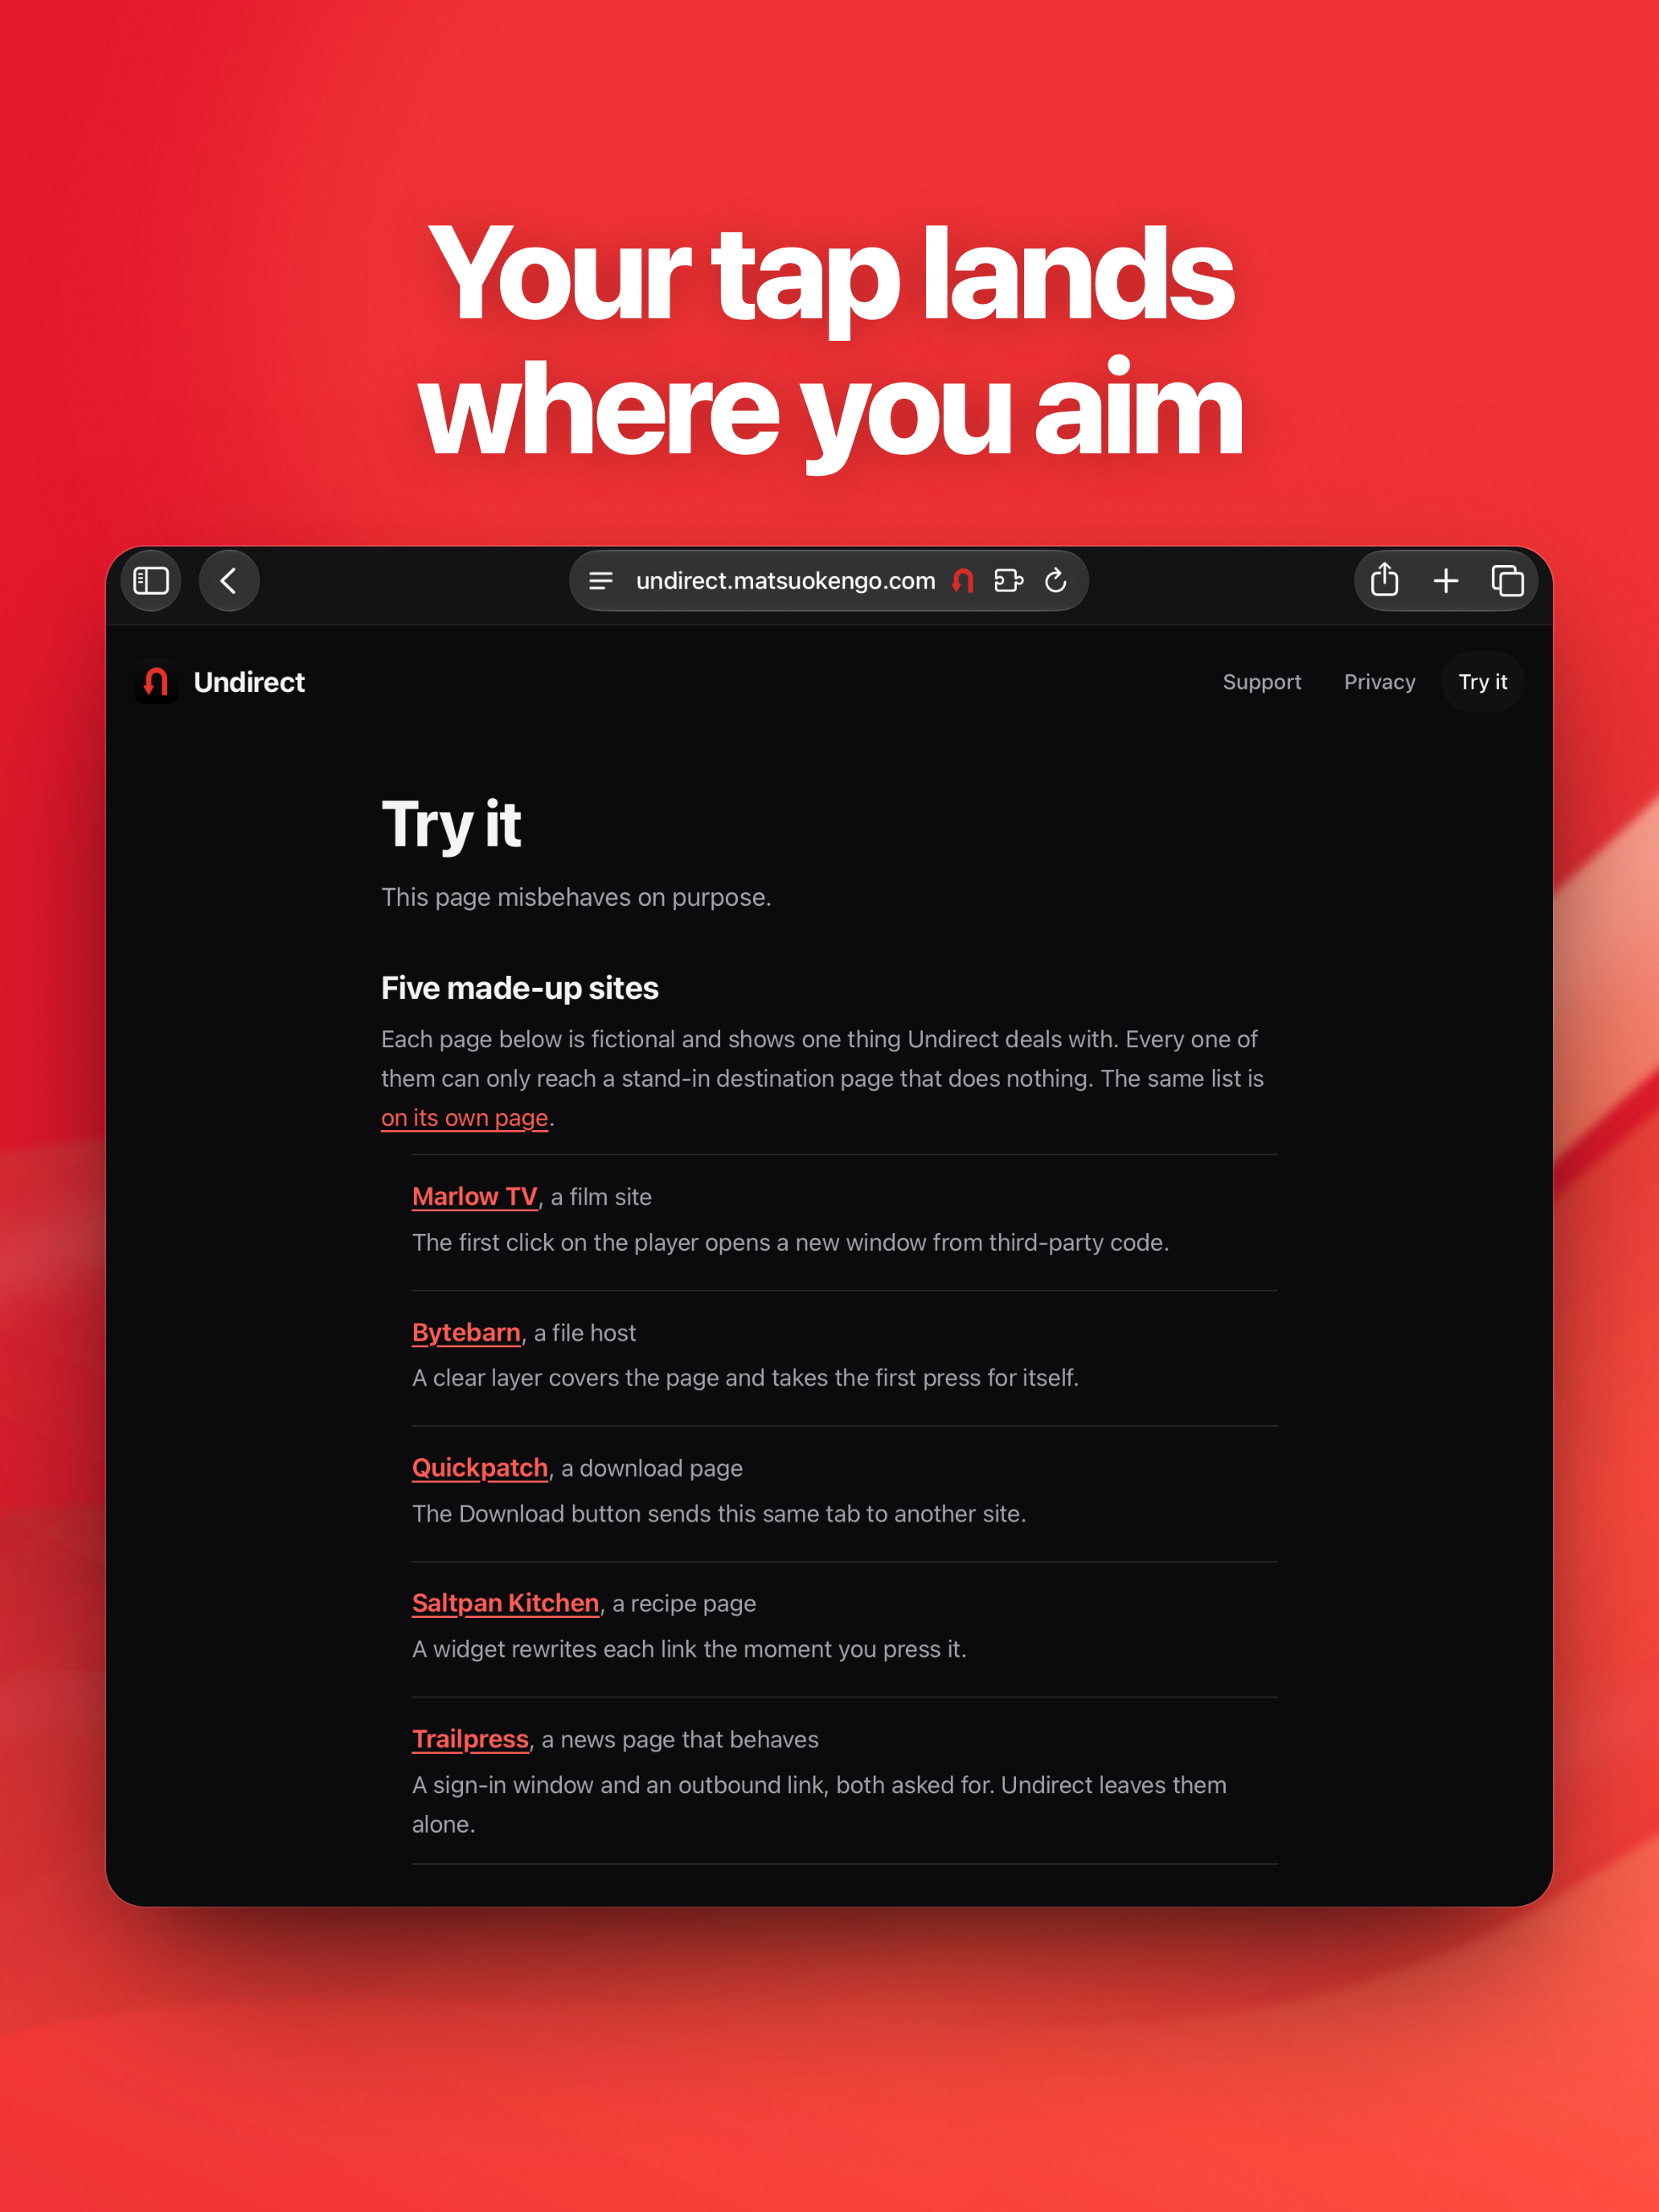 Your tap lands
where you aim
undirect.matsuokengo.com
Undirect
Support
Privacy
Try it
Try it
This page misbehaves on purpose.
Five made-up sites
Each page below is fictional and shows one thing Undirect deals with. Every one of
them can only reach a stand-in destination page that does nothing. The same list is
on its own page.
Marlow TV, a film site
The first click on the player opens a new window from third-party code.
Bytebarn, a file host
A clear layer covers the page and takes the first press for itself.
Quickpatch, a download page
The Download button sends this same tab to another site.
Saltpan Kitchen, a recipe page
A widget rewrites each link the moment you press it.
Trailpress, a news page that behaves
A sign-in window and an outbound link, both asked for. Undirect leaves them
alone.